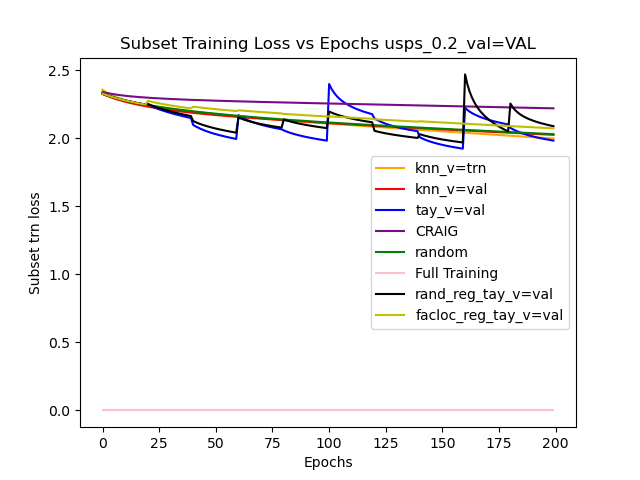 Subset Training Loss vs Epochs usps_0.2_val=VAL
2.5
2.0
1.5
1.0
0.5
0.0
Subset trn loss
knn_v=trn
knn_v=val
tay_v=val
CRAIG
random
Full Training
rand_reg_tay_v=val
facloc_reg_tay_v=val
0 25 50 75 100 125 150 175 200
Epochs